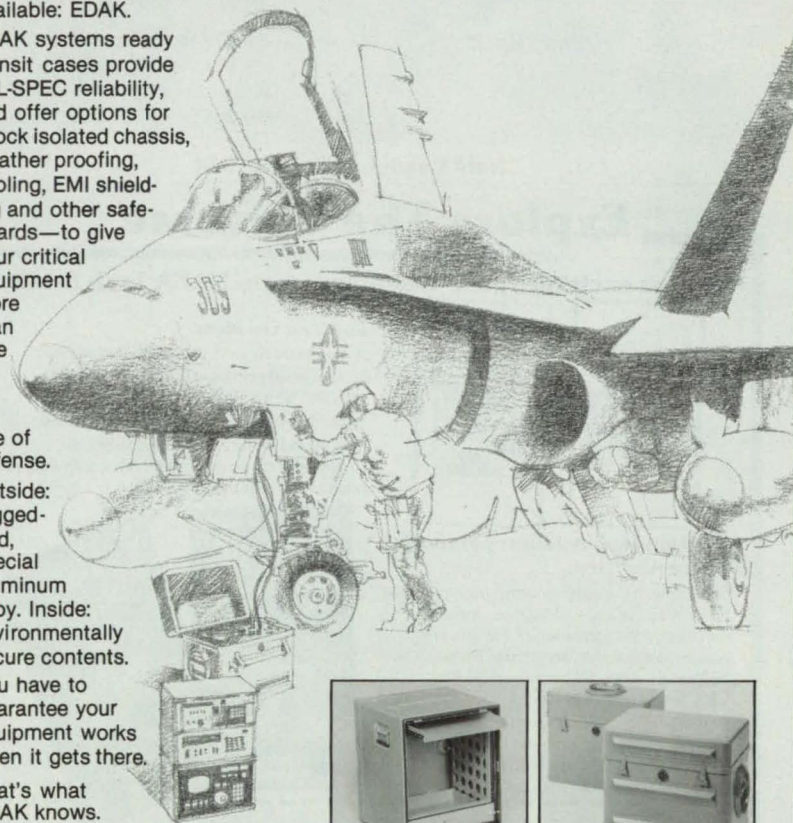 ailable: EDAK.
AK systems ready
nsit cases provide
L-SPEC reliability,
d offer options for
ock isolated chassis,
ather proofing,
oling, EMI shield-
g and other safe-
ards—to give
ur critical
uipment
ore
an
e
e of
fense.
tside:
gged-
d,
ecial
minum
oy. Inside:
vironmentally
cure contents.
u have to
arantee your
uipment works
en it gets there.
at's what
AK knows.
305